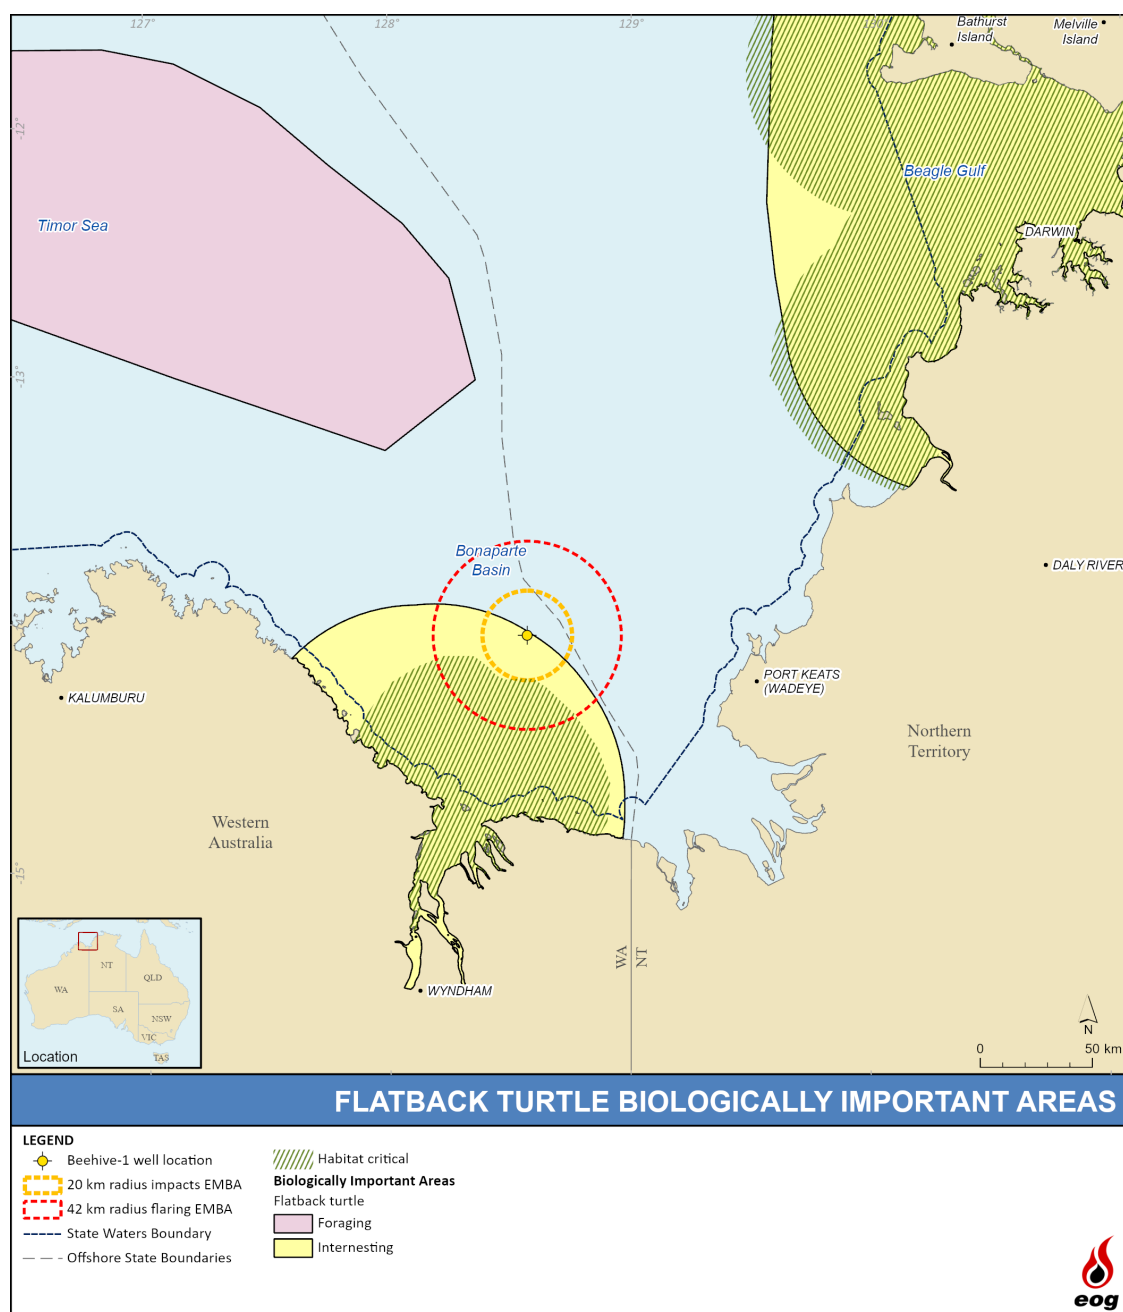 127°
128°
129°
130°
Bathurst
Island
Melville
Island
-12°
Beagle Gulf
Timor Sea
DARWIN
-13°
Bonaparte
Basin
DALY RIVER
PORT KEATS
(WADEYE)
KALUMBURU
Northern
Territory
Western
Australia
-15°
WA
NT
WYNDHAM
NT
WA
QLD
SA
NSW
VIC
TAS
Location
N
0
50 km
FLATBACK TURTLE BIOLOGICALLY IMPORTANT AREAS
LEGEND
Beehive-1 well location
20 km radius impacts EMBA
42 km radius flaring EMBA
State Waters Boundary
Offshore State Boundaries
Habitat critical
Biologically Important Areas
Flatback turtle
Foraging
Internesting
eog